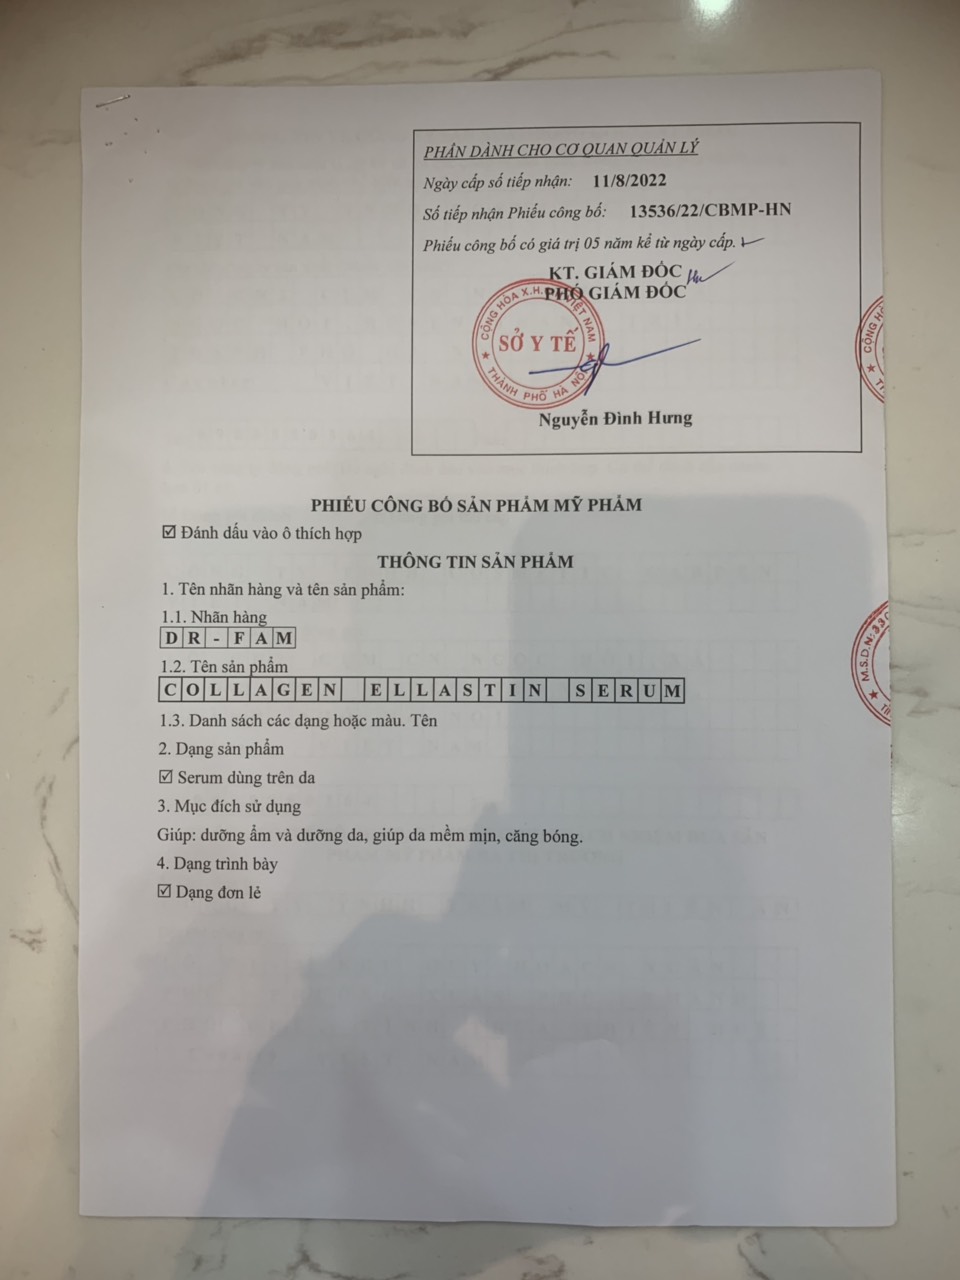 PHẦN DÀNH CHO CƠ QUAN QUẢN LÝ
Ngày cấp số tiếp nhận: 11/8/2022
Số tiếp nhận Phiếu công bố: 13536/22/CBMP-HN
Phiếu công bố có giá trị 05 năm kể từ ngày cấp.
KT. GIÁM ĐỐC
PHÓ GIÁM ĐỐC
CỘNG HÒA X.H. VIỆT NAM
SỞ Y TẾ
THÀNH PHỐ HÀ NỘI
Nguyễn Đình Hưng
CỘNG H
PHIẾU CÔNG BỐ SẢN PHẨM MỸ PHẨM
☑ Đánh dấu vào ô thích hợp
THÔNG TIN SẢN PHẨM
1. Tên nhãn hàng và tên sản phẩm:
1.1. Nhãn hàng
DR-FAM
1.2. Tên sản phẩm
COLLAGEN ELLASTIN SERUM
M.S.D.N:330
1.3. Danh sách các dạng hoặc màu. Tên
2. Dạng sản phẩm
☑ Serum dùng trên da
3. Mục đích sử dụng
Giúp: dưỡng ẩm và dưỡng da, giúp da mềm mịn, căng bóng.
4. Dạng trình bày
☑ Dạng đơn lẻ